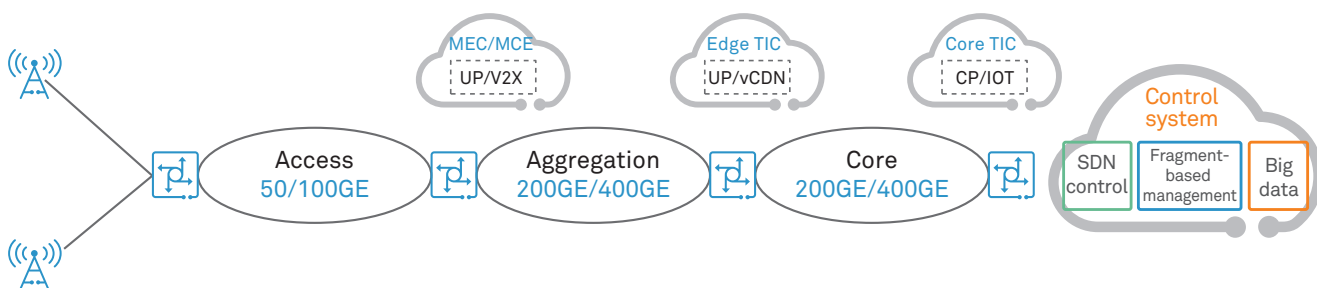 MEC/MCE
UP/V2X
Edge TIC
UP/vCDN
Core TIC
CP/IOT
Control
system
SDN
control
Fragment-
based
management
Big
data
Access
50/100GE
Aggregation
200GE/400GE
Core
200GE/400GE